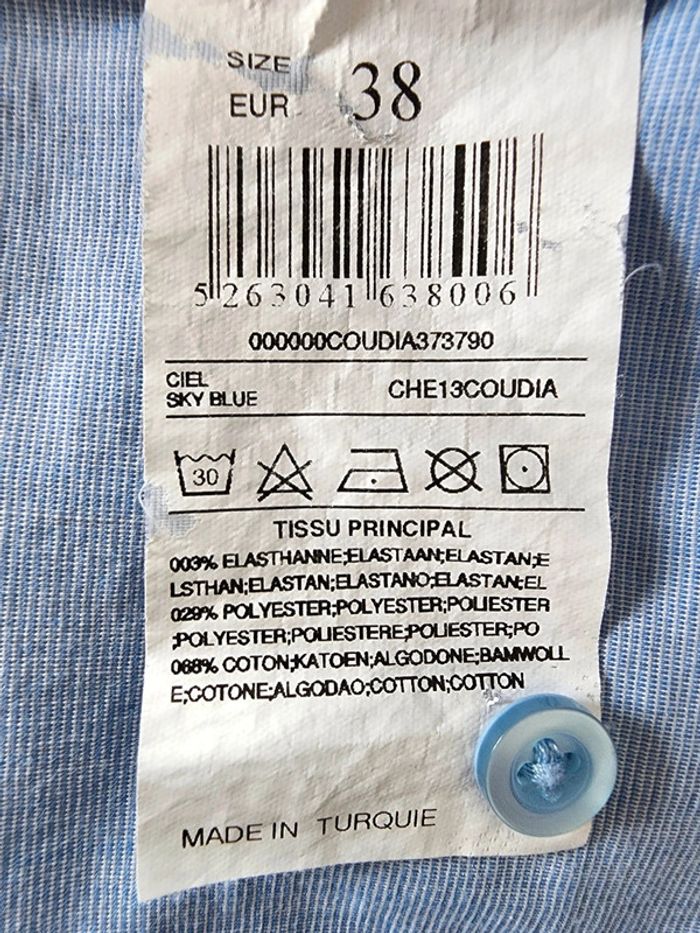 SIZE
EUR 38
5 263041 638006
000000COUDIA373790
CIEL
SKY BLUE
CHE13COUDIA
30
TISSU PRINCIPAL
003% ELASTHANNE;ELASTAAN;ELASTAN;E
LSTHAN;ELASTAN;ELASTANO;ELASTAN;EL
029% POLYESTER;POLYESTER;POLIESTER
;POLYESTER;POLIESTERE;POLIESTER;PO
068% COTON;KATOEN;ALGODONE;BAMWOLL
E;COTONE;ALGODAO;COTTON;COTTON
MADE IN TURQUIE